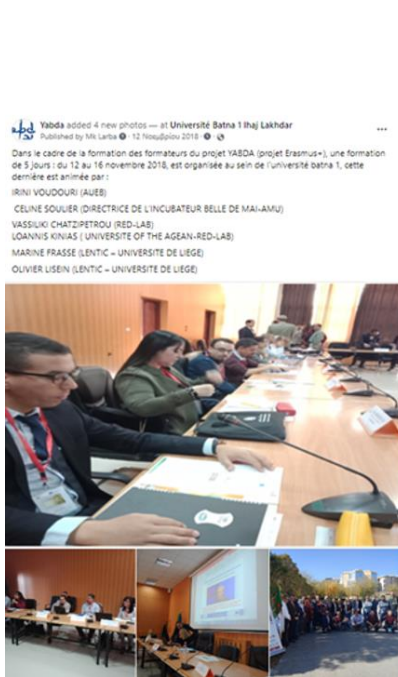 Yabda added 4 new photos — at Université Batna 1 lhaj Lakhdar
Published by Mk Larba · 12 Νοεμβρίου 2018 ·
Dans le cadre de la formation des formateurs du projet YABDA (projet Erasmus+), une formation
de 5 jours : du 12 au 16 novembre 2018, est organisée au sein de l'université batna 1, cette
dernière est animée par :
IRINI VOUDOURI (AUEB)
CELINE SOULIER (DIRECTRICE DE L'INCUBATEUR BELLE DE MAI-AMU)
VASSILIKI CHATZIPETROU (RED-LAB)
LOANNIS KINIAS ( UNIVERSITE OF THE AGEAN-RED-LAB)
MARINE FRASSE (LENTIC – UNIVERSITE DE LIEGE)
OLIVIER LISEIN (LENTIC – UNIVERSITE DE LIEGE)